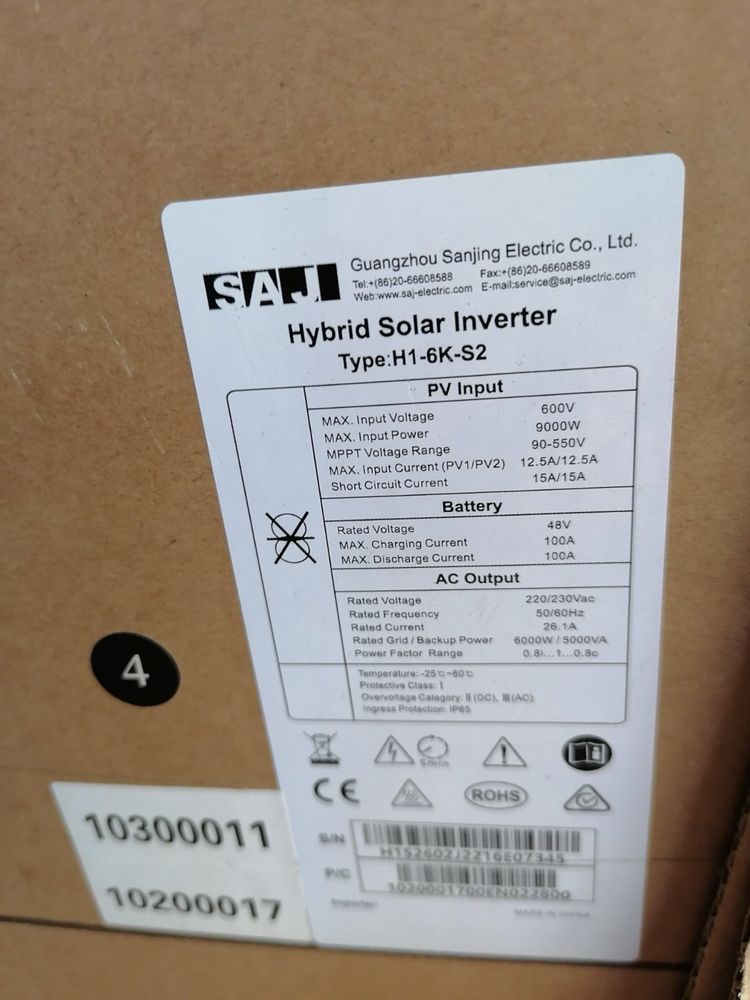 SAJ
Guangzhou Sanjing Electric Co., Ltd.
Tel:+(86)20-66608588 Fax:+(86)20-66608589
Web:www.saj-electric.com E-mail:service@saj-electric.com
Hybrid Solar Inverter
Type:H1-6K-S2
PV Input
MAX. Input Voltage 600V
MAX. Input Power 9000W
MPPT Voltage Range 90-550V
MAX. Input Current (PV1/PV2) 12.5A/12.5A
Short Circuit Current 15A/15A
Battery
Rated Voltage 48V
MAX. Charging Current 100A
MAX. Discharge Current 100A
AC Output
Rated Voltage 220/230Vac
Rated Frequency 50/60Hz
Rated Current 26.1A
Rated Grid / Backup Power 6000W / 5000VA
Power Factor Range 0.8i...1...0.8c
Temperature: -25℃~60℃
Protective Class: I
Overvoltage Category: II (DC), III (AC)
Ingress Protection: IP65
5min
CE
ROHS
S/N
H1S2602J2216E07345
P/C
1020001700EN022800
Importer:
MADE IN CHINA
4
10300011
10200017